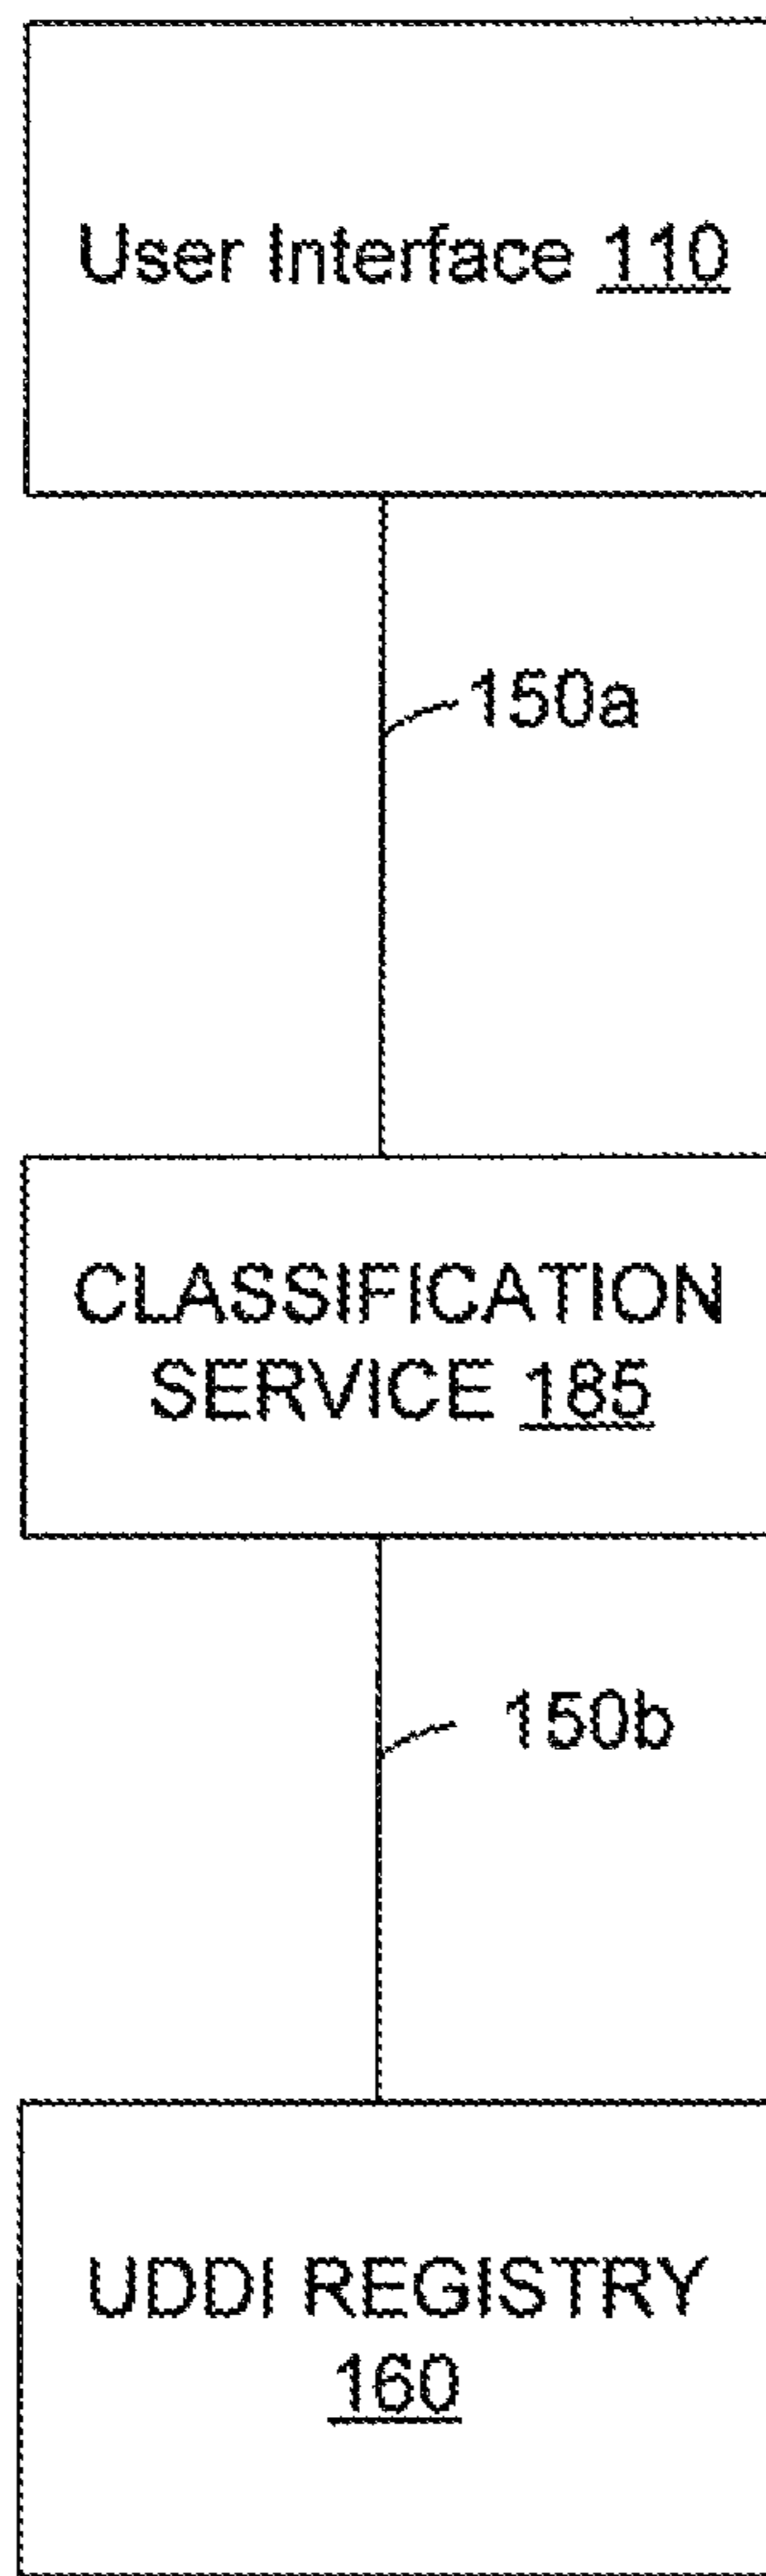 User Interface 110
150a
CLASSIFICATION
SERVICE 185
150b
UDDI REGISTRY
160